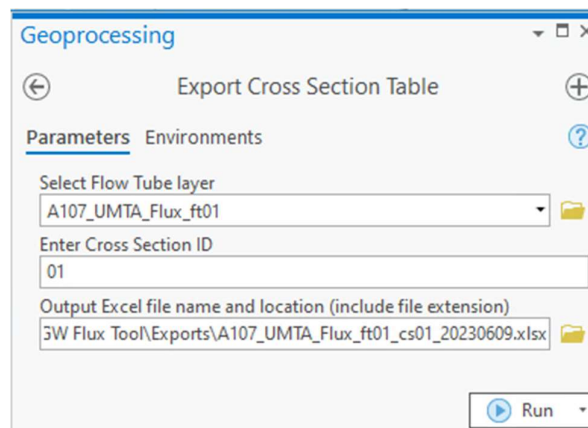 Geoprocessing
Export Cross Section Table
Parameters Environments
Select Flow Tube layer
A107_UMTA_Flux_ft01
Enter Cross Section ID
01
Output Excel file name and location (include file extension)
GW Flux Tool\Exports\A107_UMTA_Flux_ft01_cs01_20230609.xlsx
Run